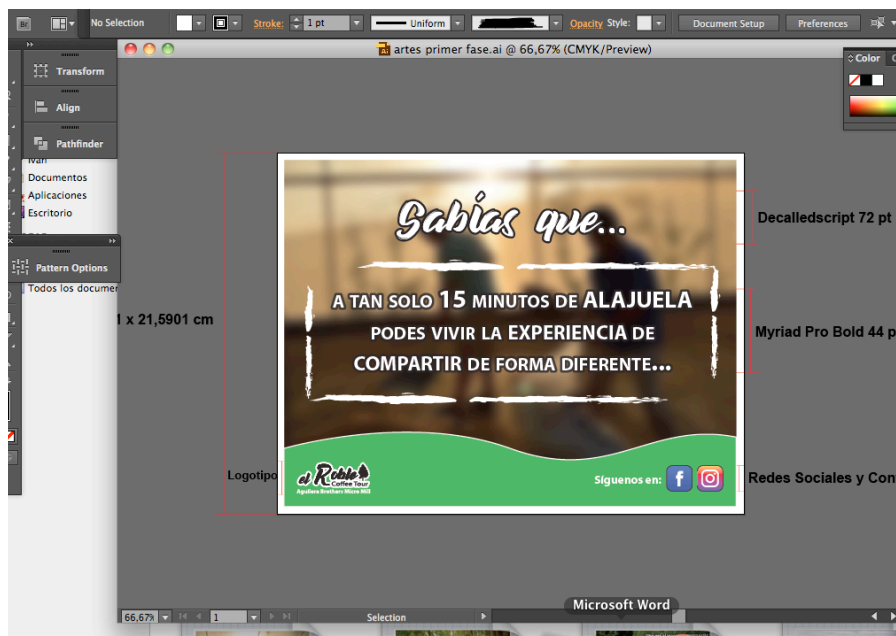 Br
No Selection
Stroke:
1 pt
Uniform
Opacity
Style:
Document Setup
Preferences
artes primer fase.ai @ 66,67% (CMYK/Preview)
Color
Transform
Align
Pathfinder
Documentos
Aplicaciones
Escritorio
Pattern Options
Todos los documen
x 21,5901 cm
Sabías que...
A TAN SOLO 15 MINUTOS DE ALAJUELA
PODES VIVIR LA EXPERIENCIA DE
COMPARTIR DE FORMA DIFERENTE...
Decalledscript 72 pt
Myriad Pro Bold 44 p
Logotipo
el Roble
Coffee Tour
Aguilera Brothers Micro Mill
Síguenos en:
f
Redes Sociales y Con
Microsoft Word
66,67%
1
Selection